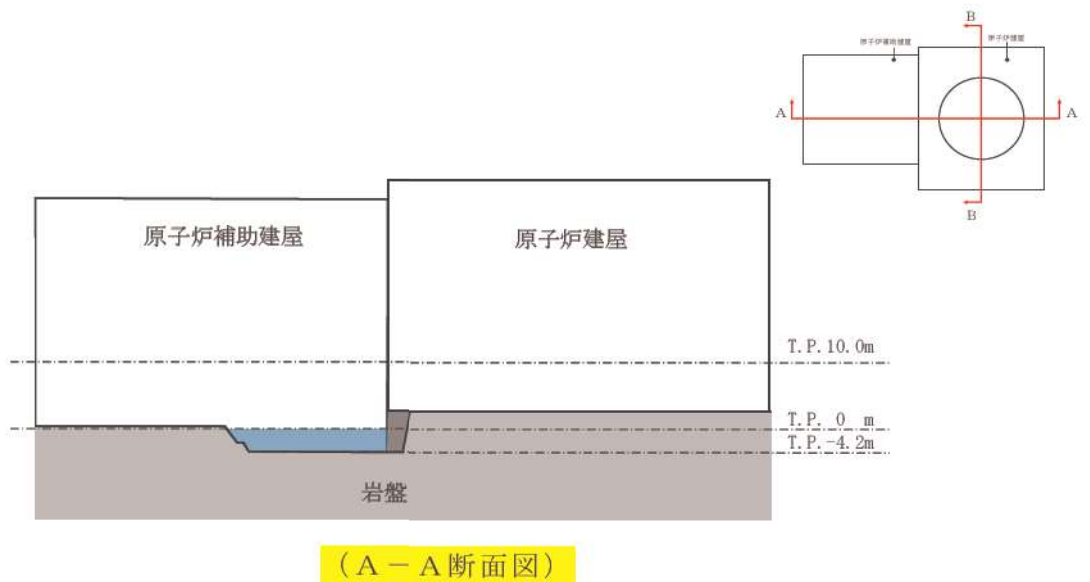 B
原子炉補助建屋
原子炉建屋
A
A
B
原子炉補助建屋
原子炉建屋
T.P.10.0m
T.P. 0 m
T.P.-4.2m
岩盤
(A－A断面図)